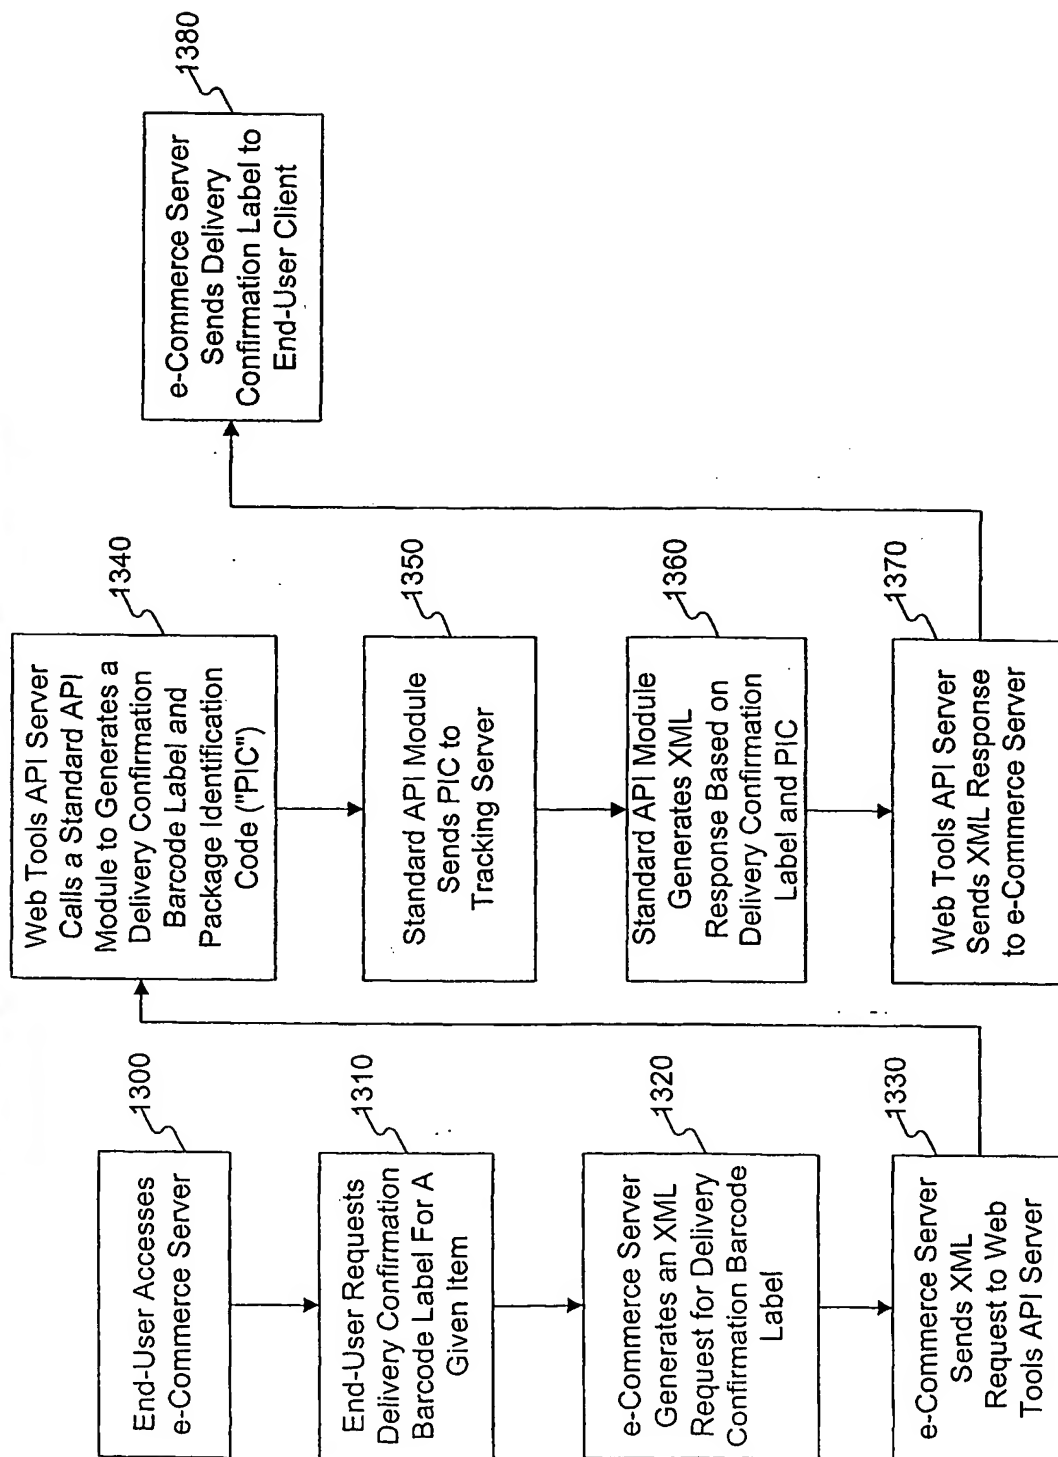 1300
End-User Accesses
e-Commerce Server
1310
End-User Requests
Delivery Confirmation
Barcode Label For A
Given Item
1320
e-Commerce Server
Generates an XML
Request for Delivery
Confirmation Barcode
Label
1330
e-Commerce Server
Sends XML
Request to Web
Tools API Server
1340
Web Tools API Server
Calls a Standard API
Module to Generates a
Delivery Confirmation
Barcode Label and
Package Identification
Code ("PIC")
1350
Standard API Module
Sends PIC to
Tracking Server
1360
Standard API Module
Generates XML
Response Based on
Delivery Confirmation
Label and PIC
1370
Web Tools API Server
Sends XML Response
to e-Commerce Server
1380
e-Commerce Server
Sends Delivery
Confirmation Label to
End-User Client